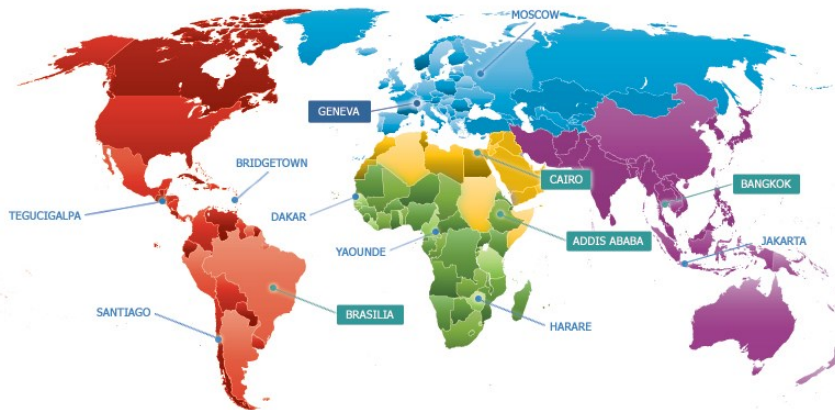 MOSCOW
GENEVA
BRIDGETOWN
CAIRO
BANGKOK
TEGUCIGALPA
DAKAR
ADDIS ABABA
JAKARTA
YAOUNDE
SANTIAGO
BRASILIA
HARARE